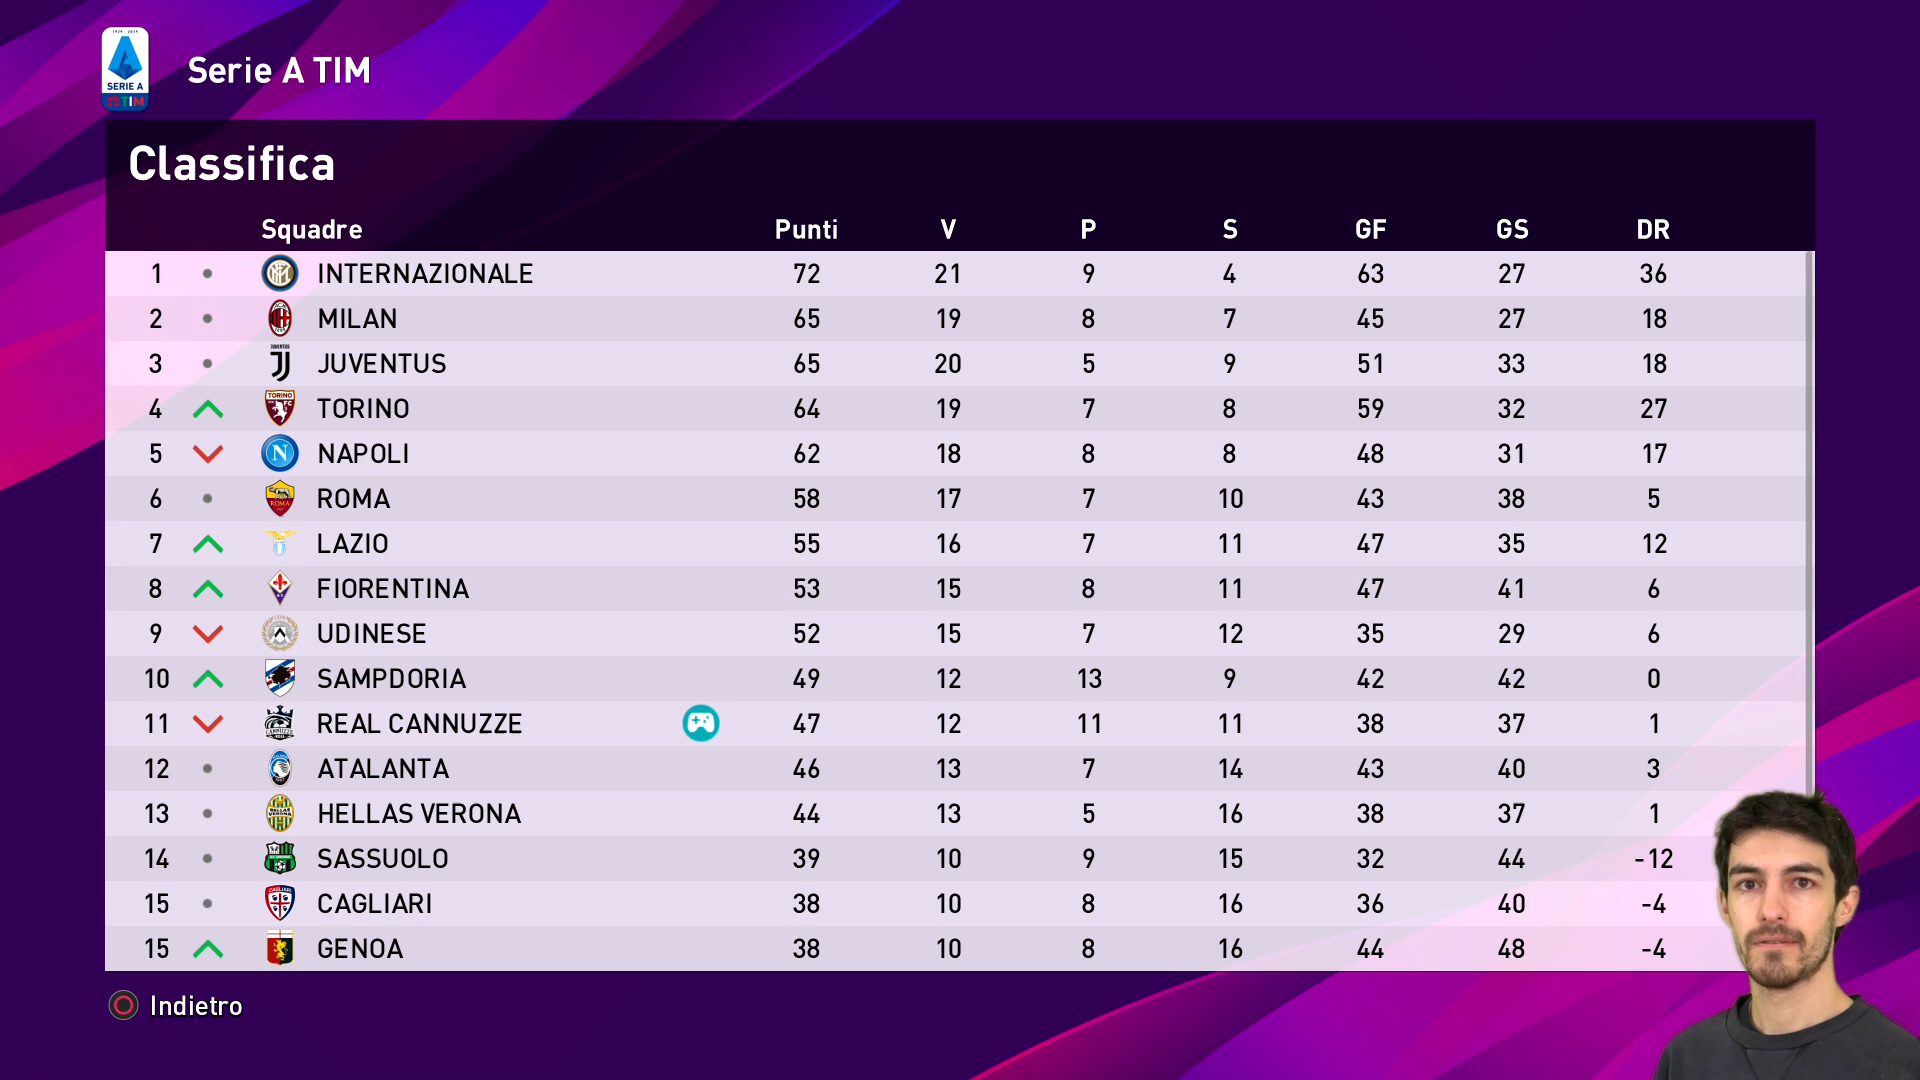 1929 - 2019
SERIE A
TIM
Serie A TIM
Classifica
Squadre Punti V P S GF GS DR
1 INTERNAZIONALE 72 21 9 4 63 27 36
2 MILAN 65 19 8 7 45 27 18
3 JUVENTUS 65 20 5 9 51 33 18
4 TORINO 64 19 7 8 59 32 27
5 NAPOLI 62 18 8 8 48 31 17
6 ROMA 58 17 7 10 43 38 5
7 LAZIO 55 16 7 11 47 35 12
8 FIORENTINA 53 15 8 11 47 41 6
9 UDINESE 52 15 7 12 35 29 6
10 SAMPDORIA 49 12 13 9 42 42 0
11 REAL CANNUZZE 47 12 11 11 38 37 1
12 ATALANTA 46 13 7 14 43 40 3
13 HELLAS VERONA 44 13 5 16 38 37 1
14 SASSUOLO 39 10 9 15 32 44 -12
15 CAGLIARI 38 10 8 16 36 40 -4
15 GENOA 38 10 8 16 44 48 -4
Indietro